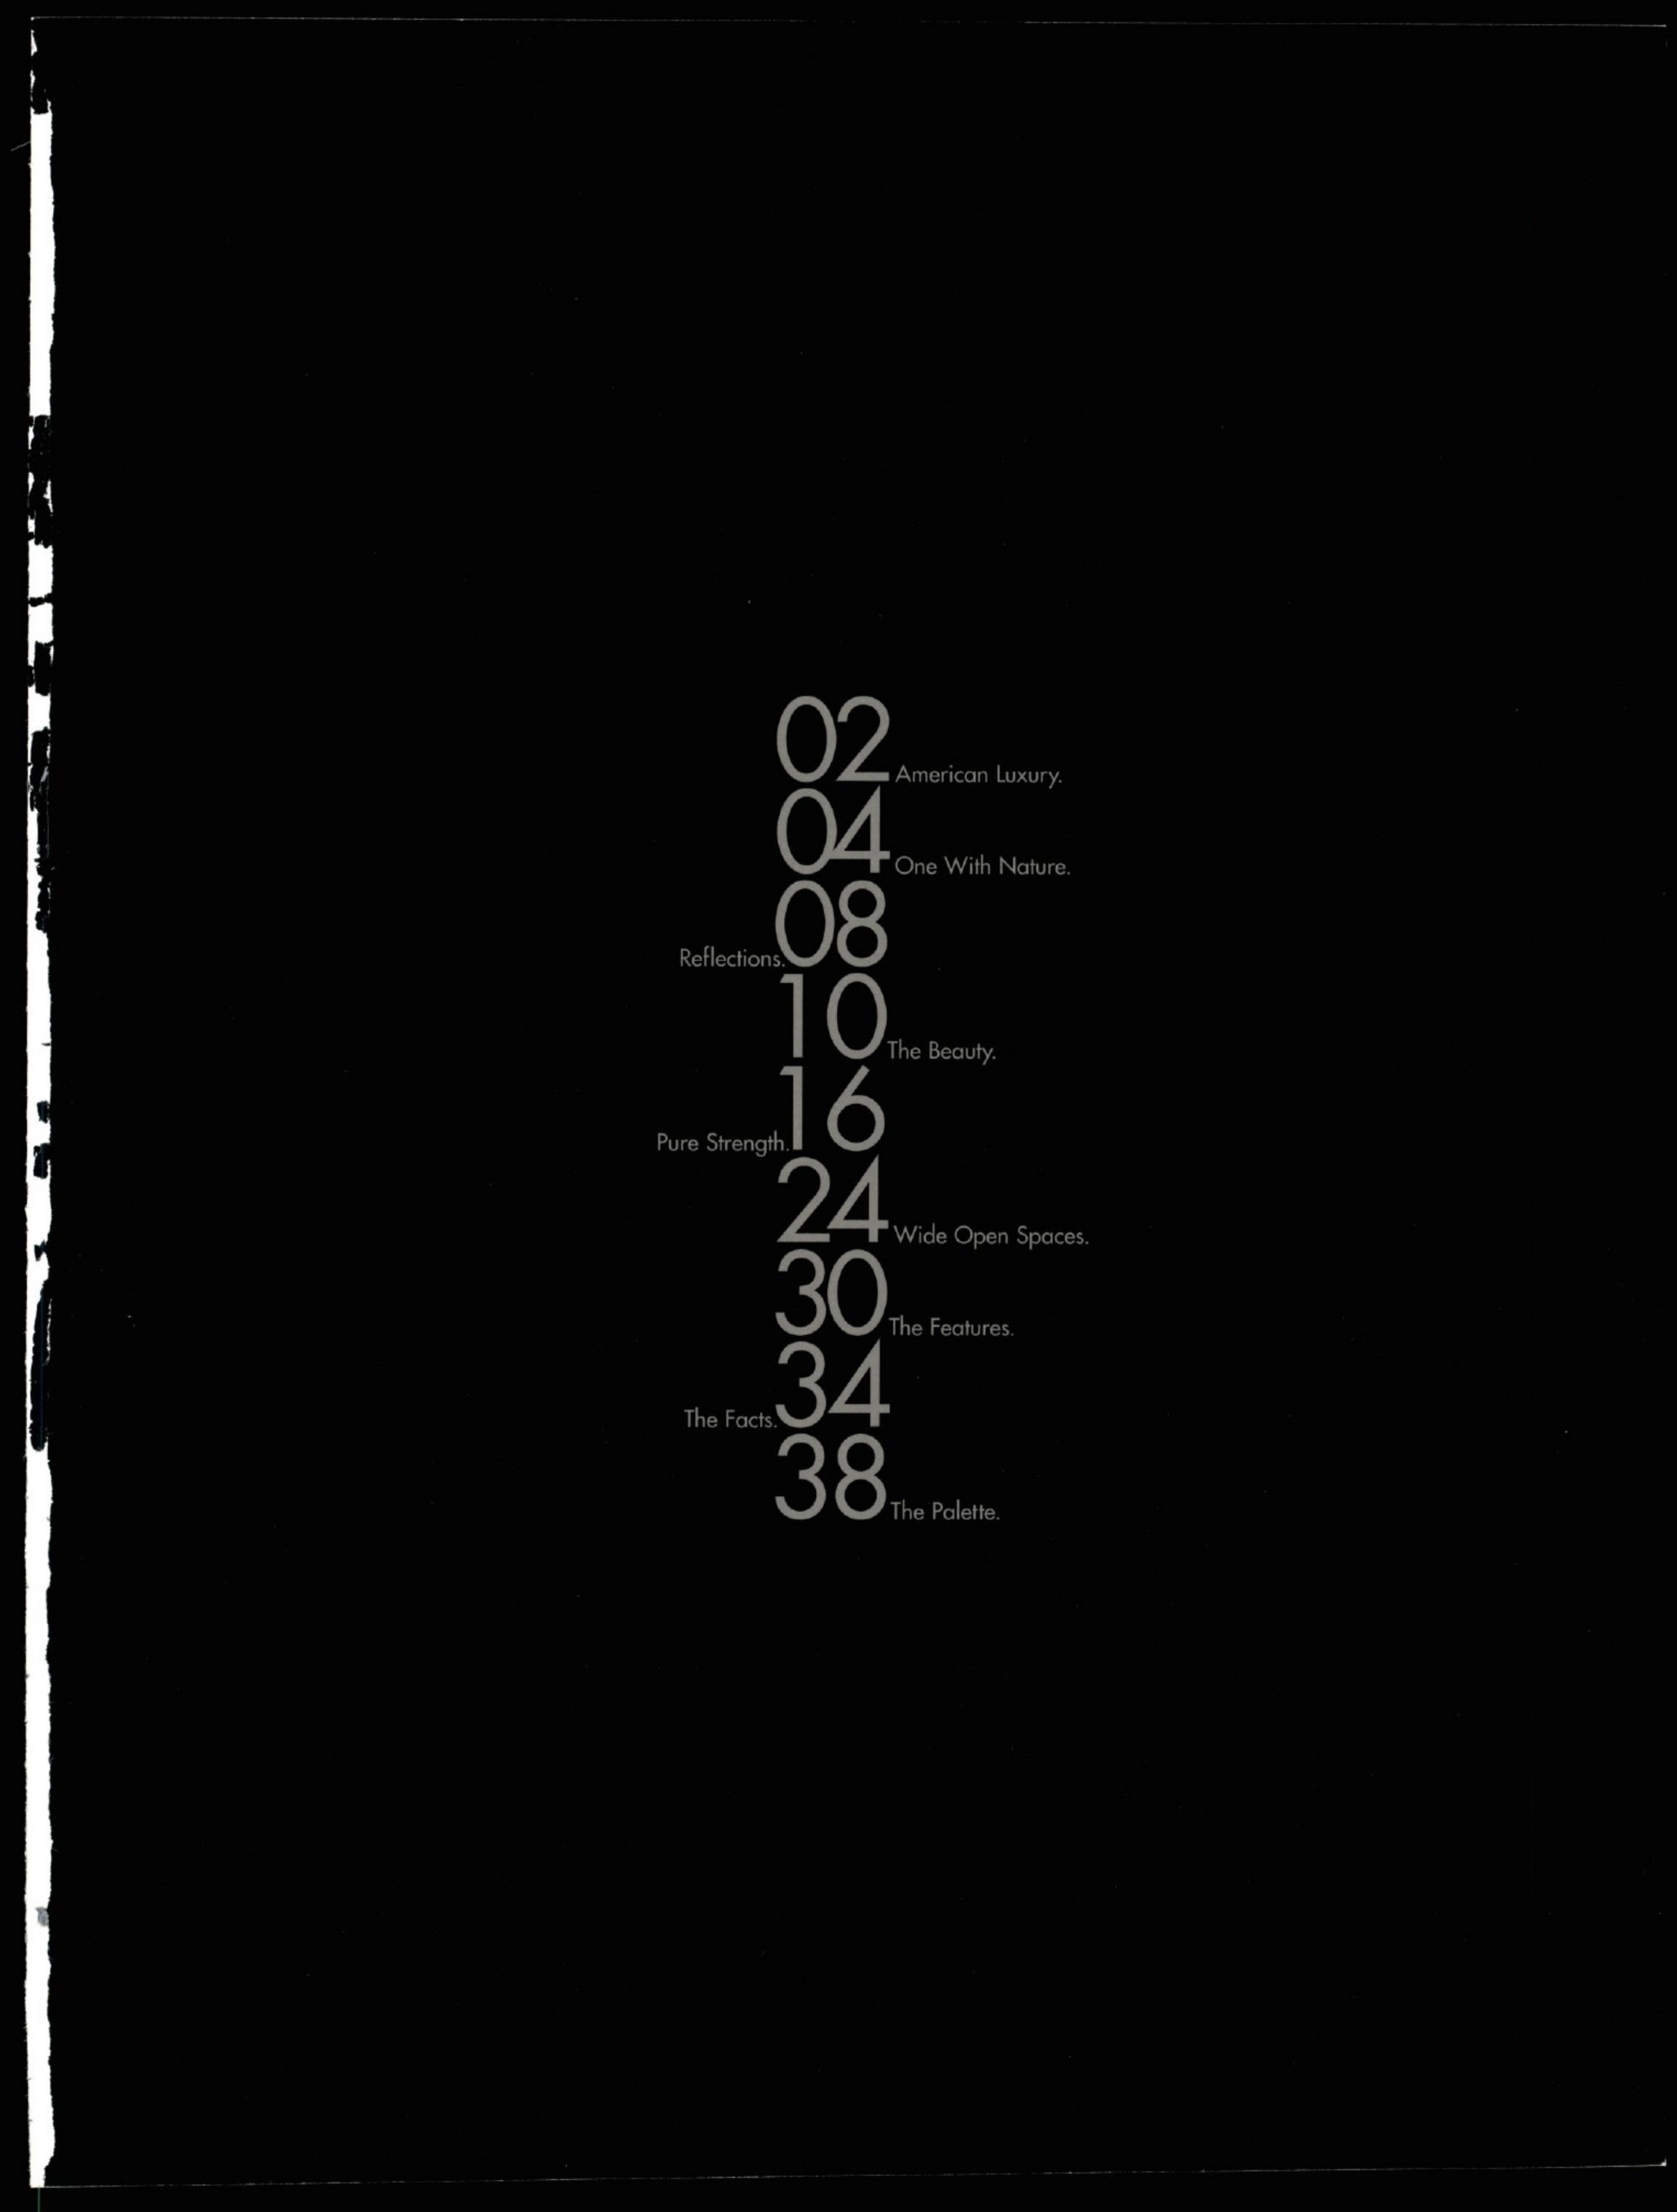 02 American Luxury.
04 One With Nature.
Reflections. 08
10 The Beauty.
Pure Strength. 16
24 Wide Open Spaces.
30 The Features.
The Facts. 34
38 The Palette.